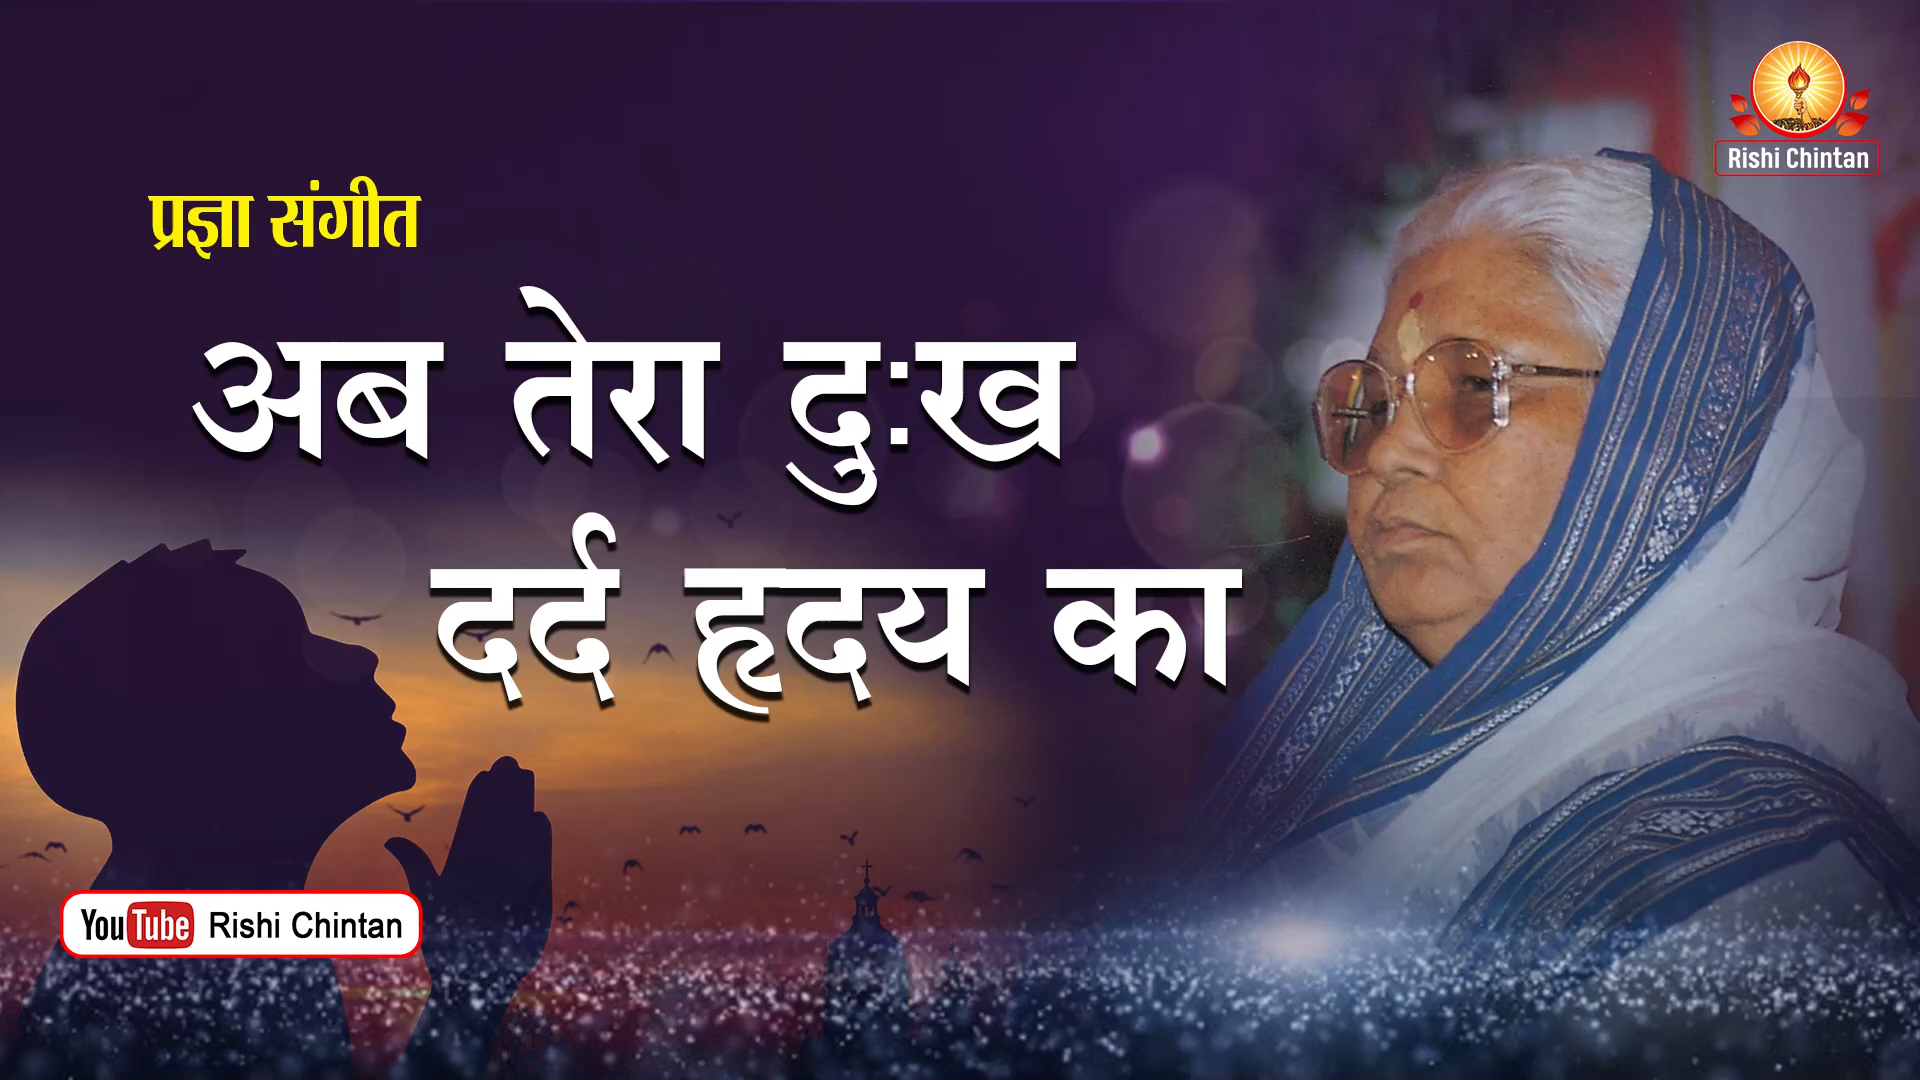 Rishi Chintan
प्रज्ञा संगीत
अब तेरा दुःख
दर्द हृदय का
YouTube Rishi Chintan